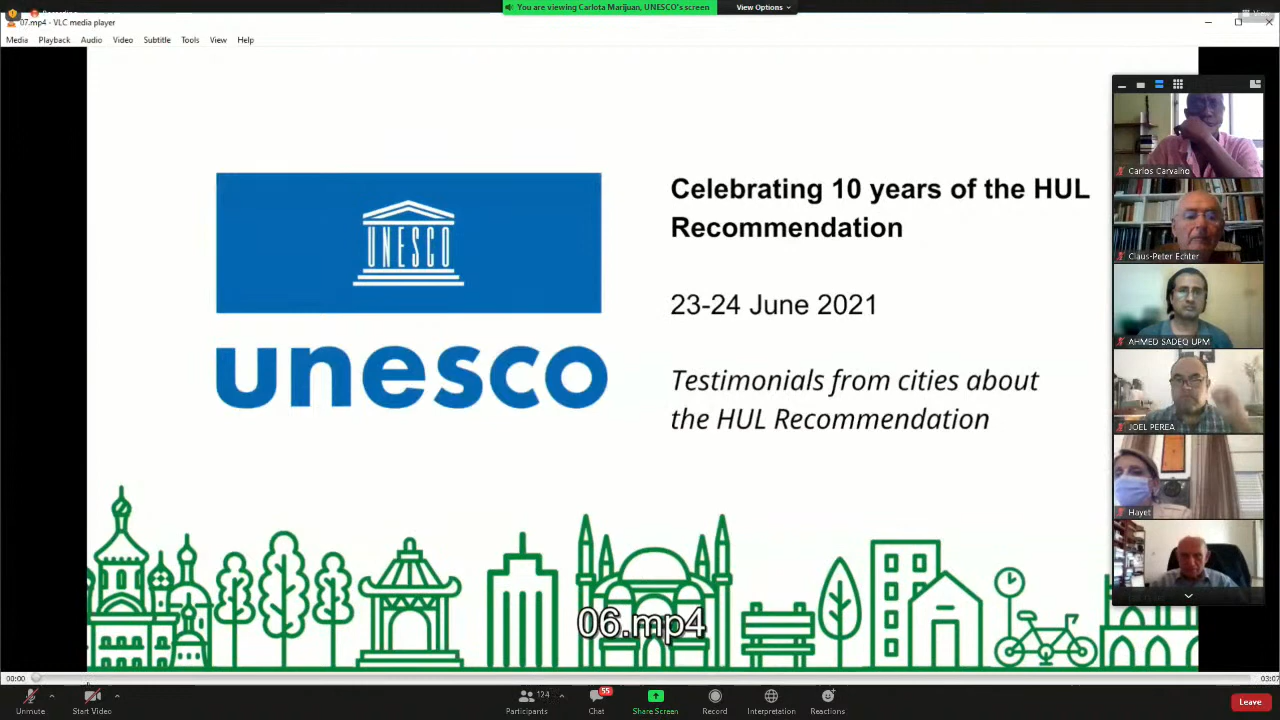 Recording
You are viewing Carlota Marijuan, UNESCO's screen
View Options
View
07.mp4 - VLC media player
Media Playback Audio Video Subtitle Tools View Help
UNESCO
unesco
Celebrating 10 years of the HUL
Recommendation
23-24 June 2021
Testimonials from cities about
the HUL Recommendation
06.mp4
Carlos Carvalho
Claus-Peter Echter
AHMED SADEQ UPM
JOEL PEREA
Hayet
00:00
03:07
Unmute
Start Video
124
Participants
55
Chat
Share Screen
Record
Interpretation
Reactions
Leave